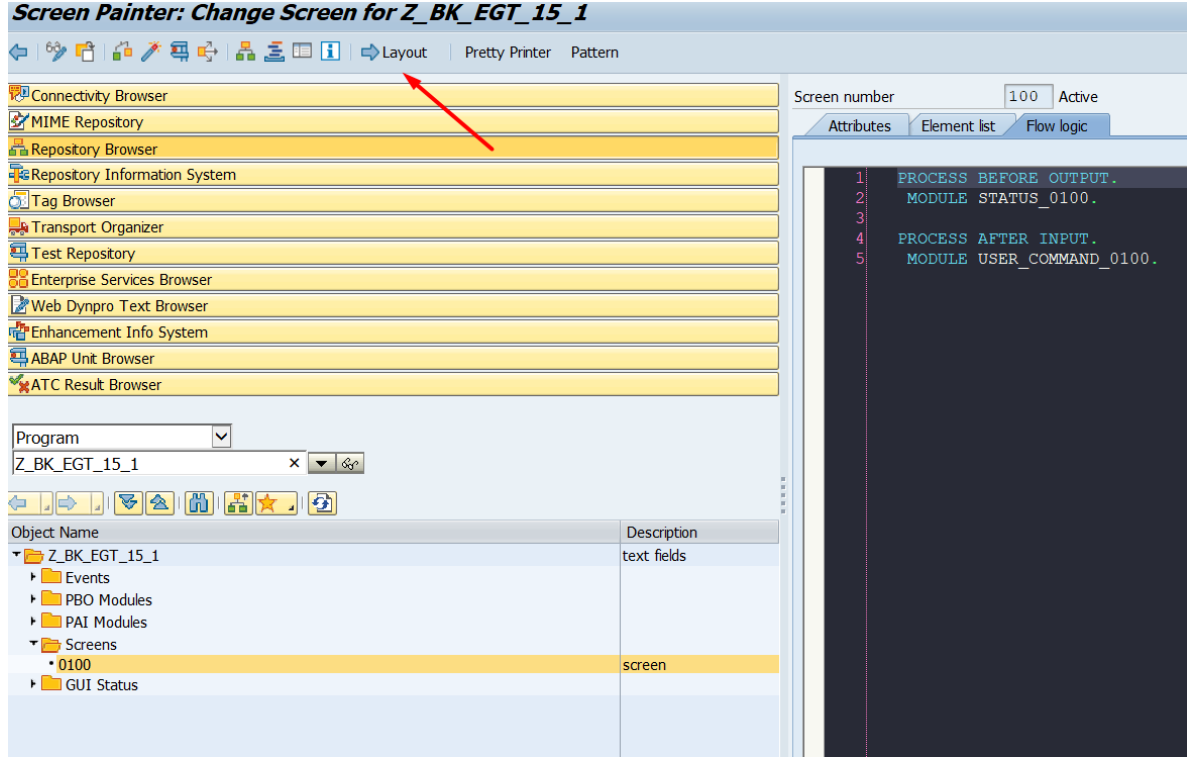 Screen Painter: Change Screen for Z_BK_EGT_15_1
Layout Pretty Printer Pattern
Connectivity Browser
MIME Repository
Repository Browser
Repository Information System
Tag Browser
Transport Organizer
Test Repository
Enterprise Services Browser
Web Dynpro Text Browser
Enhancement Info System
ABAP Unit Browser
ATC Result Browser
Program
Z_BK_EGT_15_1
Object Name Description
Z_BK_EGT_15_1 text fields
Events
PBO Modules
PAI Modules
Screens
0100 screen
GUI Status
Screen number 100 Active
Attributes Element list Flow logic
1 PROCESS BEFORE OUTPUT.
2 MODULE STATUS_0100.
3
4 PROCESS AFTER INPUT.
5 MODULE USER_COMMAND_0100.